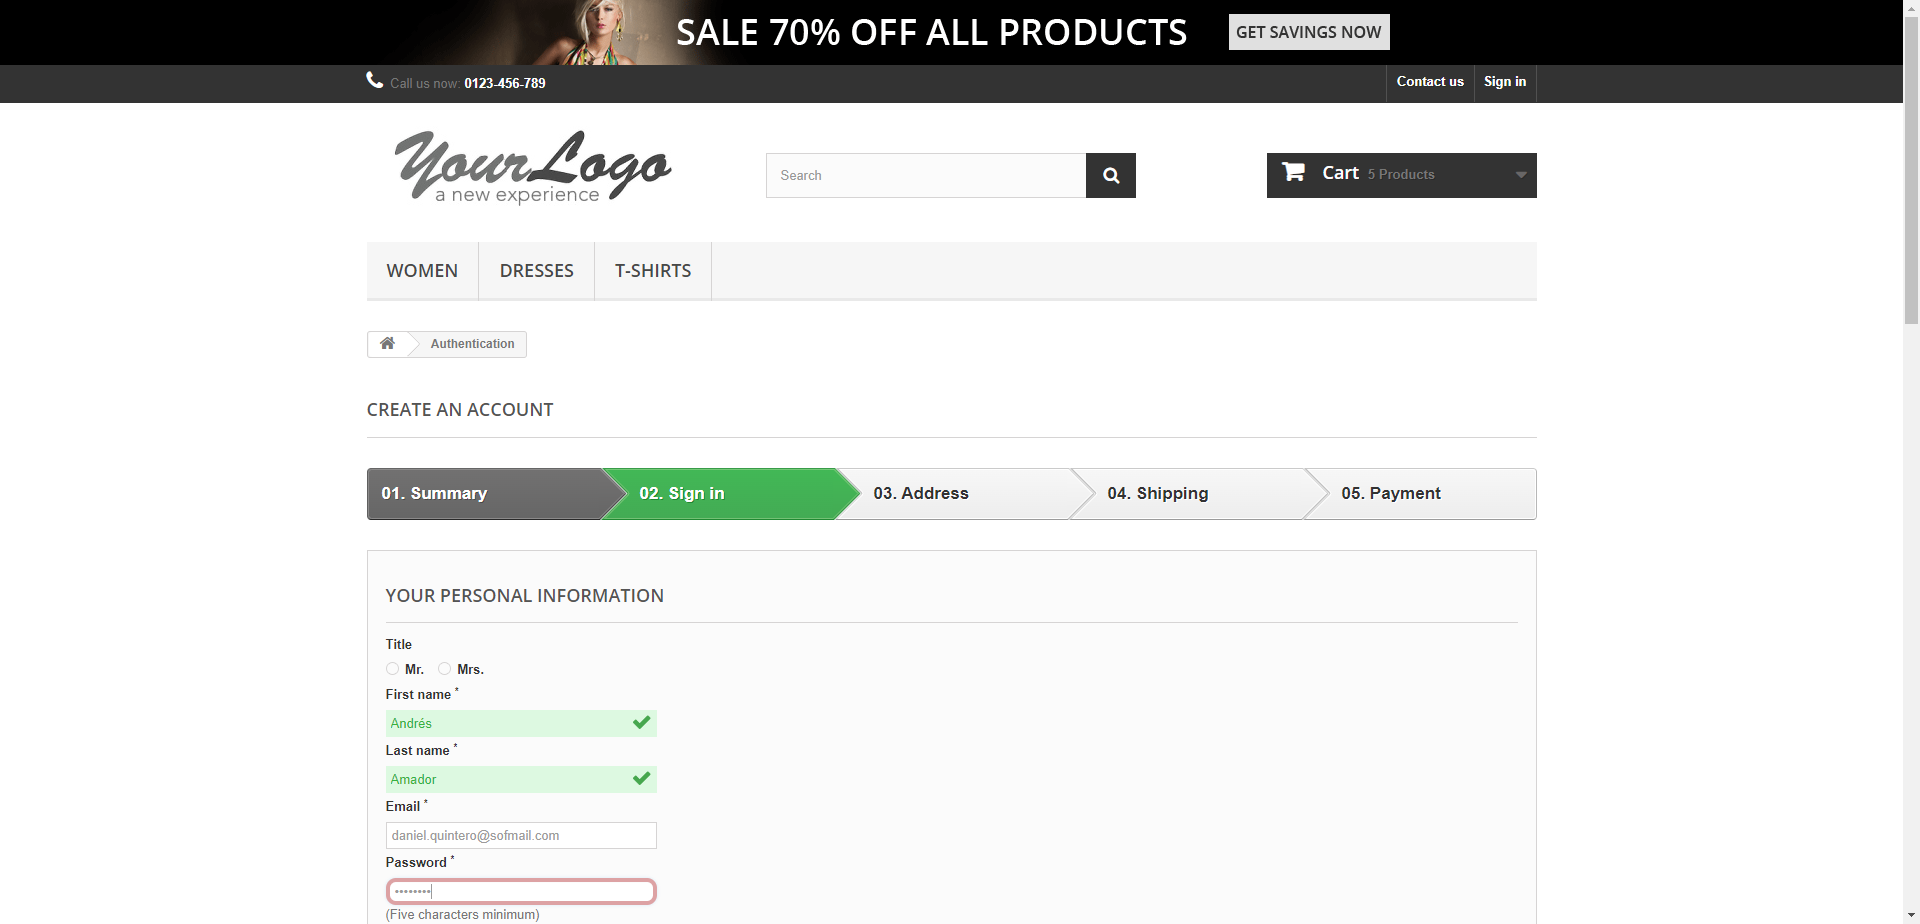 SALE 70% OFF ALL PRODUCTS GET SAVINGS NOW
Call us now: 0123-456-789 Contact us Sign in
YourLogo
a new experience
Search
Cart 5 Products
WOMEN DRESSES T-SHIRTS
Authentication
CREATE AN ACCOUNT
01. Summary 02. Sign in 03. Address 04. Shipping 05. Payment
YOUR PERSONAL INFORMATION
Title
Mr. Mrs.
First name *
Andrés
Last name *
Amador
Email *
daniel.quintero@sofmail.com
Password *
••••••••
(Five characters minimum)